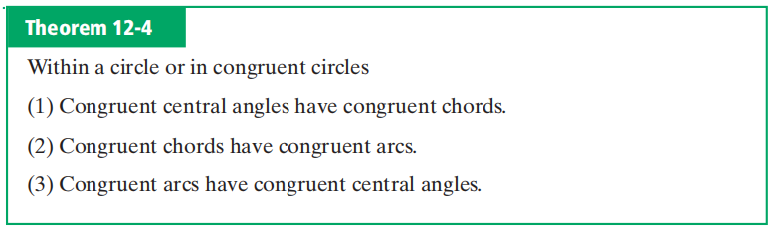 Theorem 12-4
Within a circle or in congruent circles
(1) Congruent central angles have congruent chords.
(2) Congruent chords have congruent arcs.
(3) Congruent arcs have congruent central angles.